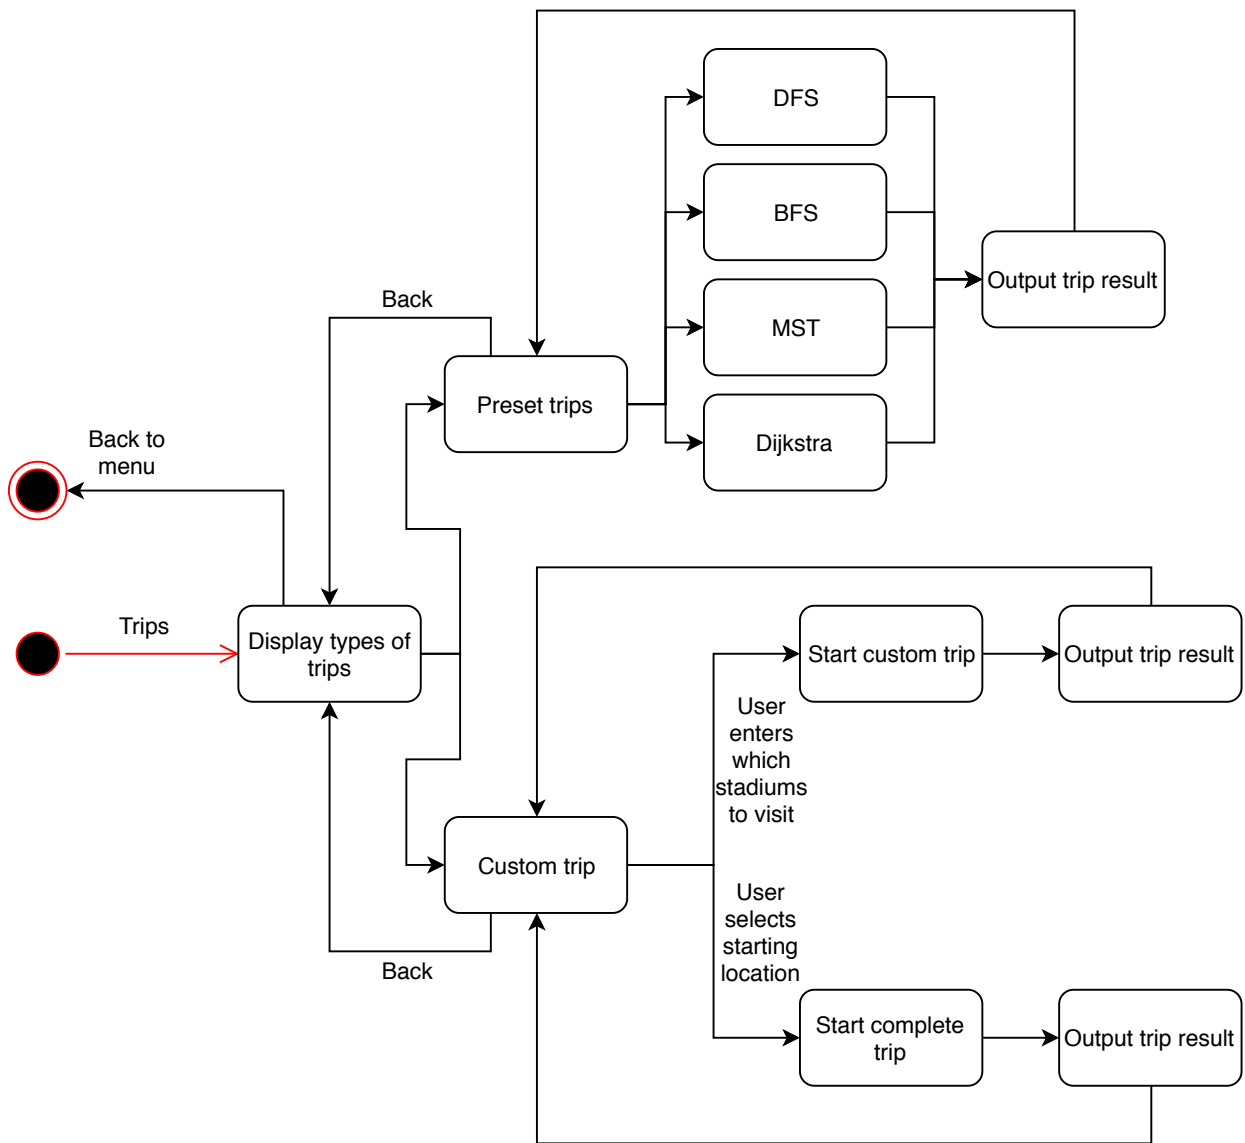 DFS
BFS
Output trip result
MST
Back
Preset trips
Dijkstra
Back to
menu
Trips
Display types of
trips
Start custom trip
Output trip result
User
enters
which
stadiums
to visit
Custom trip
User
selects
starting
location
Back
Start complete
trip
Output trip result